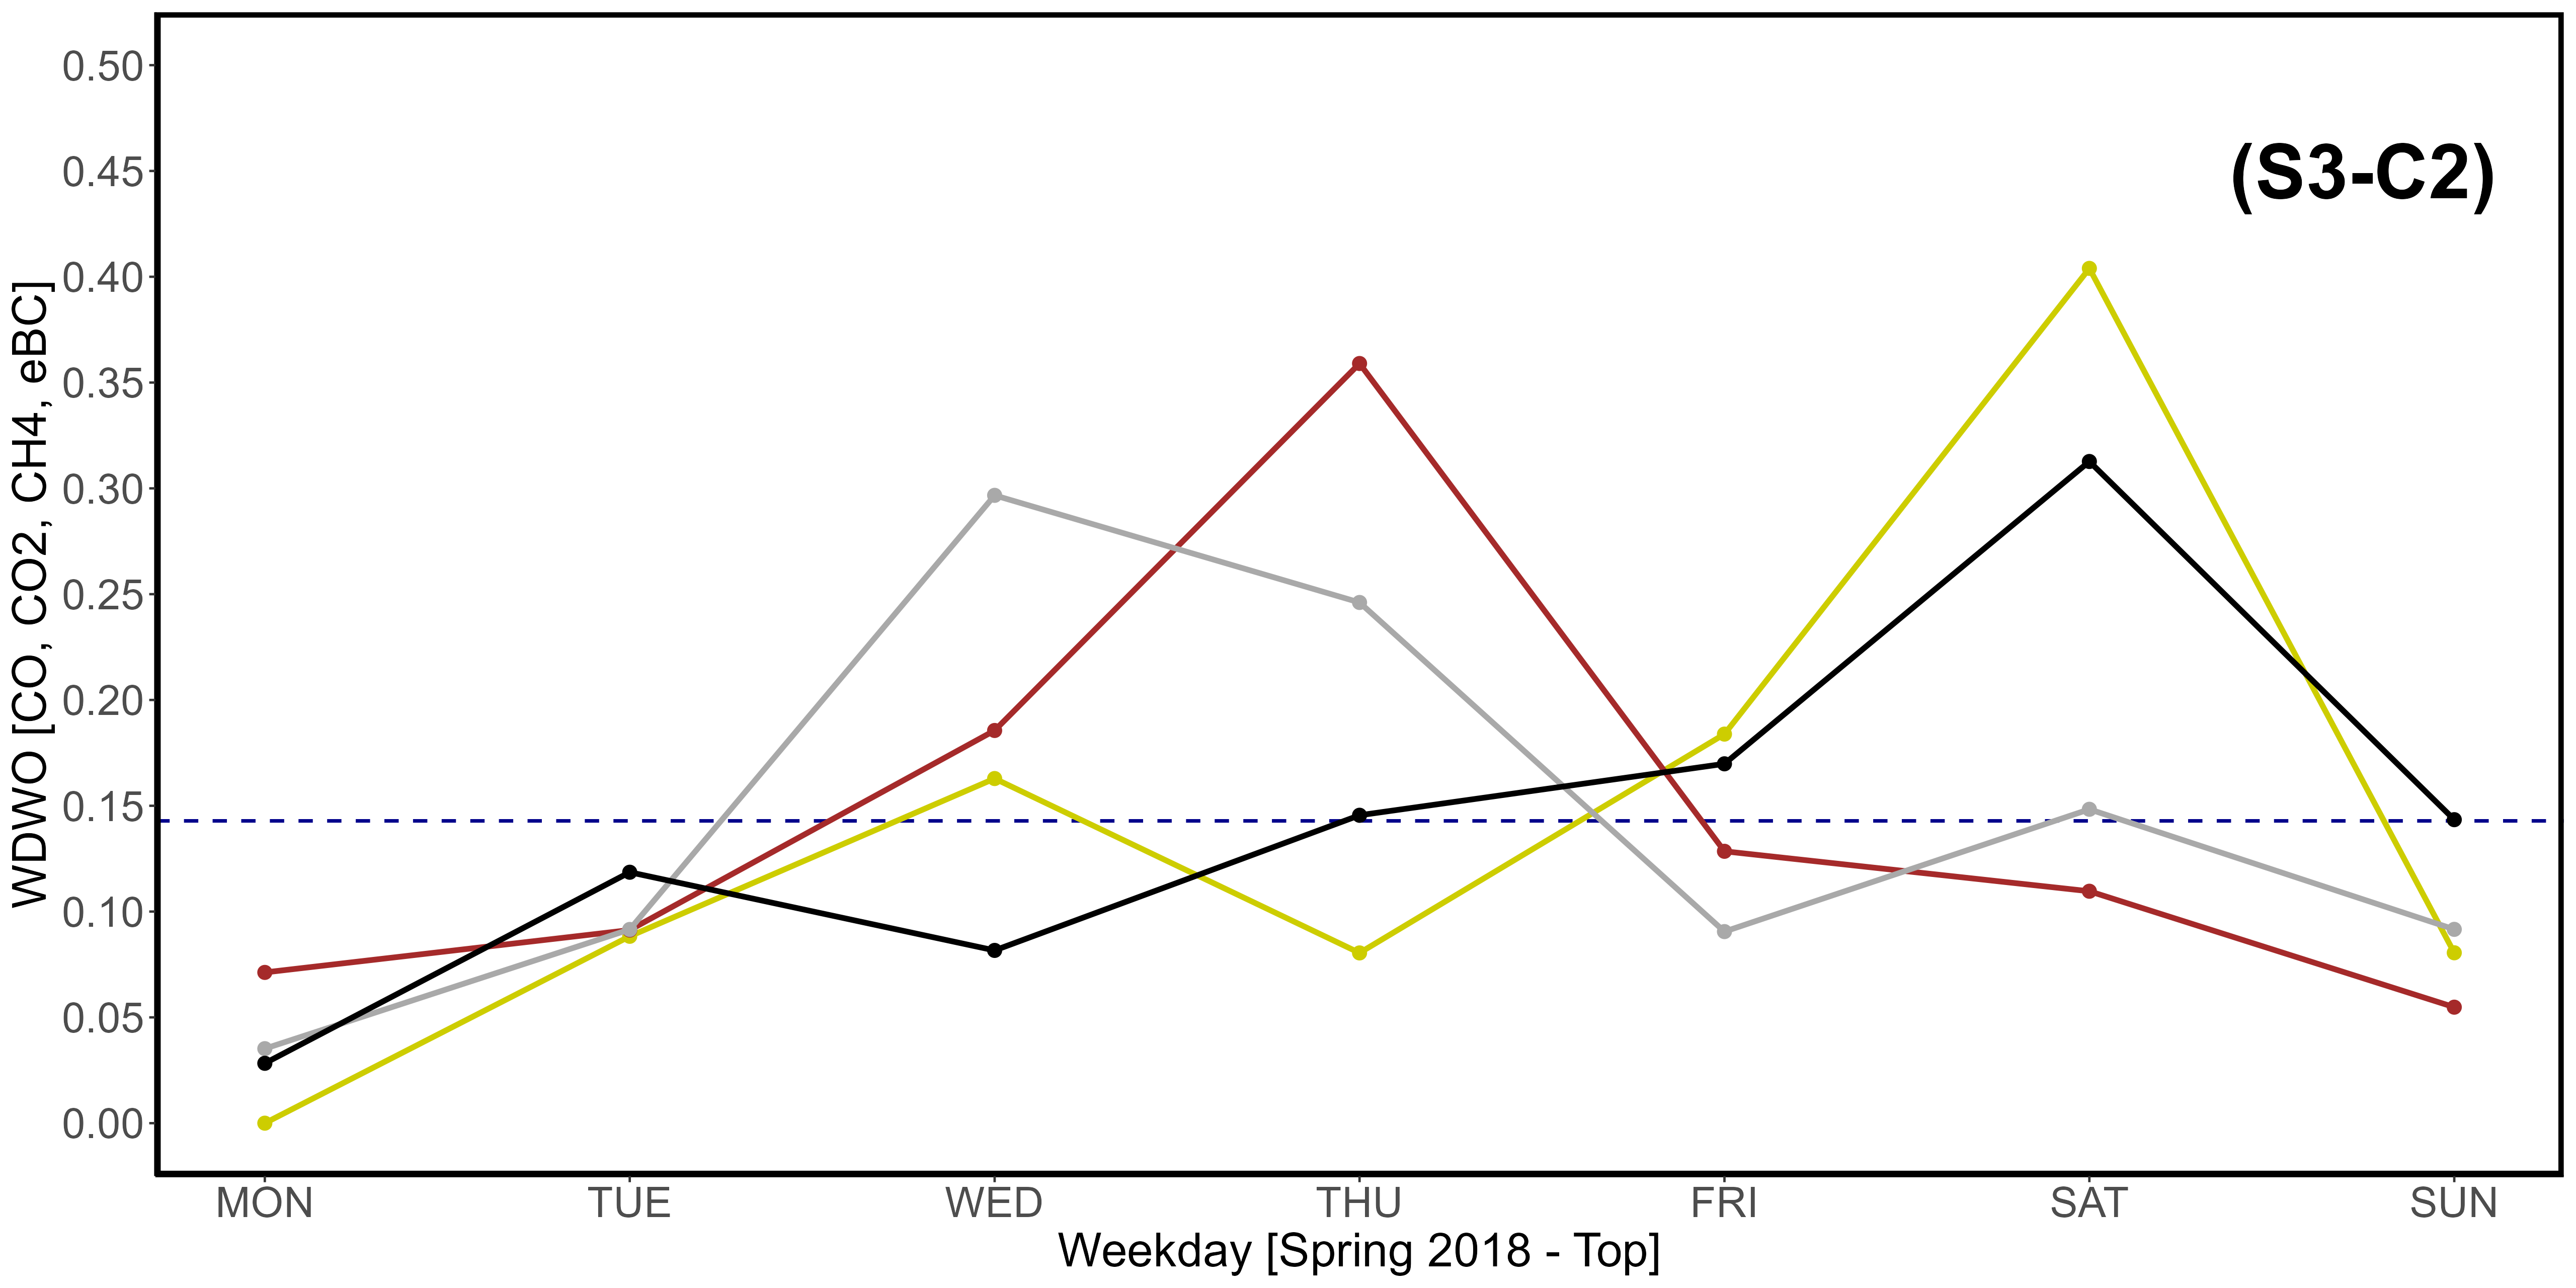 (S3-C2)
WDWO [CO, CO2, CH4, eBC]
0.50
0.45
0.40
0.35
0.30
0.25
0.20
0.15
0.10
0.05
0.00
MON TUE WED THU FRI SAT SUN
Weekday [Spring 2018 - Top]